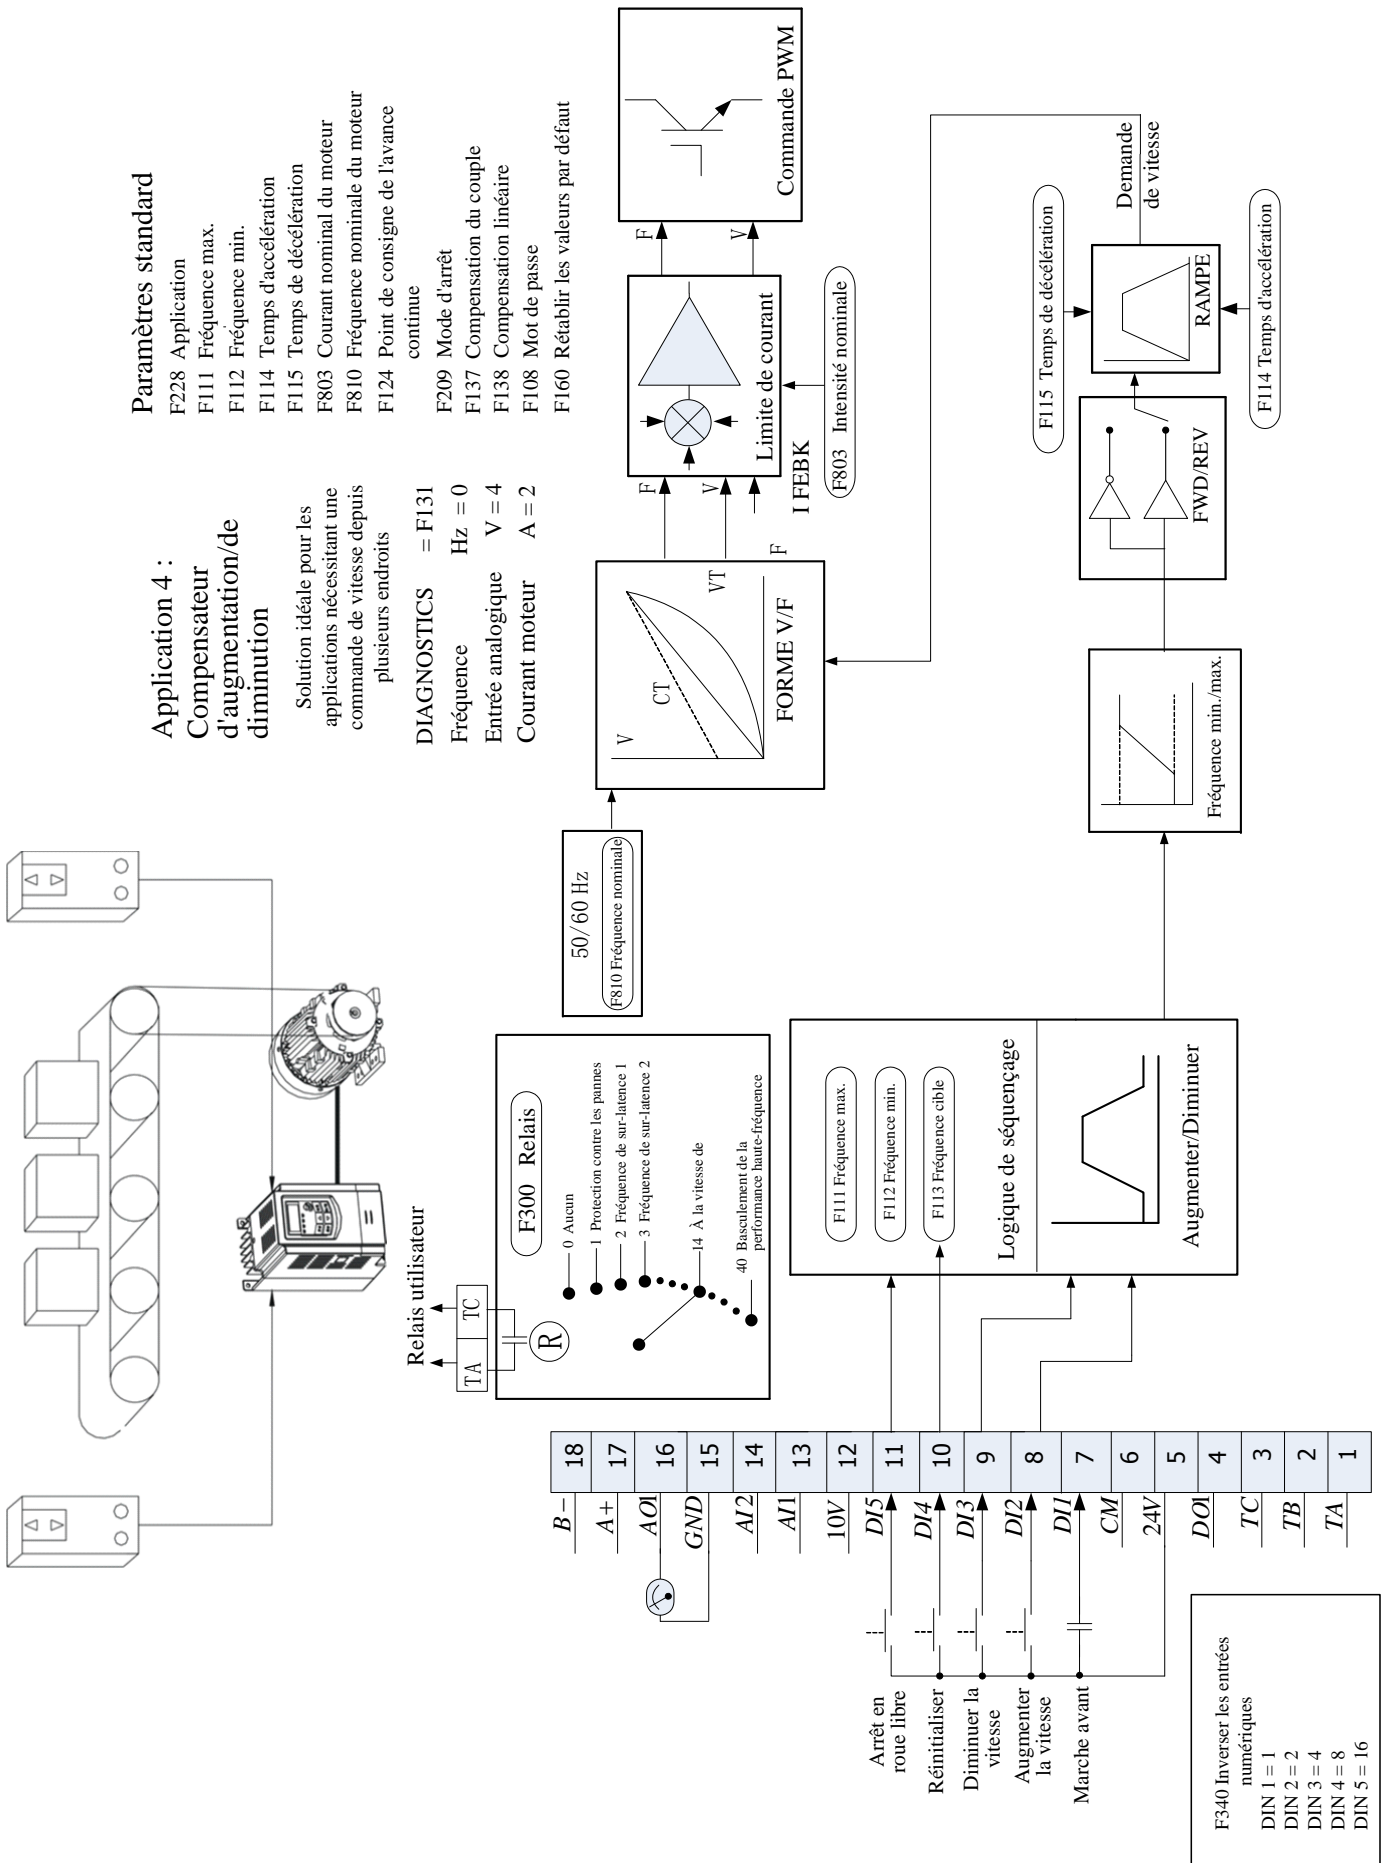 Application 4 :
Compensateur
d'augmentation/de
diminution
Solution idéale pour les
applications nécessitant une
commande de vitesse depuis
plusieurs endroits
DIAGNOSTICS = F131
Fréquence Hz = 0
Entrée analogique V = 4
Courant moteur A = 2
Paramètres standard
F228 Application
F111 Fréquence max.
F112 Fréquence min.
F114 Temps d'accélération
F115 Temps de décélération
F803 Courant nominal du moteur
F810 Fréquence nominale du moteur
F124 Point de consigne de l'avance
continue
F209 Mode d'arrêt
F137 Compensation du couple
F138 Compensation linéaire
F108 Mot de passe
F160 Rétablir les valeurs par défaut
Relais utilisateur
TA
TC
R
F300 Relais
0 Aucun
1 Protection contre les pannes
2 Fréquence de sur-latence 1
3 Fréquence de sur-latence 2
14 À la vitesse de
40 Basculement de la
performance haute-fréquence
50/60 Hz
F810 Fréquence nominale
V
CT
VT
F
FORME V/F
F
V
I FEBK
Limite de courant
F803 Intensité nominale
F
V
Commande PWM
B- 18
A+ 17
AO1 16
GND 15
AI2 14
AI1 13
10V 12
DI5 11
DI4 10
DI3 9
DI2 8
DI1 7
CM 6
24V 5
DO1 4
TC 3
TB 2
TA 1
Arrêt en
roue libre
Réinitialiser
Diminuer la
vitesse
Augmenter
la vitesse
Marche avant
F111 Fréquence max.
F112 Fréquence min.
F113 Fréquence cible
Logique de séquençage
Augmenter/Diminuer
Fréquence min./max.
FWD/REV
F115 Temps de décélération
RAMPE
F114 Temps d'accélération
Demande
de vitesse
F340 Inverser les entrées
numériques
DIN 1 = 1
DIN 2 = 2
DIN 3 = 4
DIN 4 = 8
DIN 5 = 16